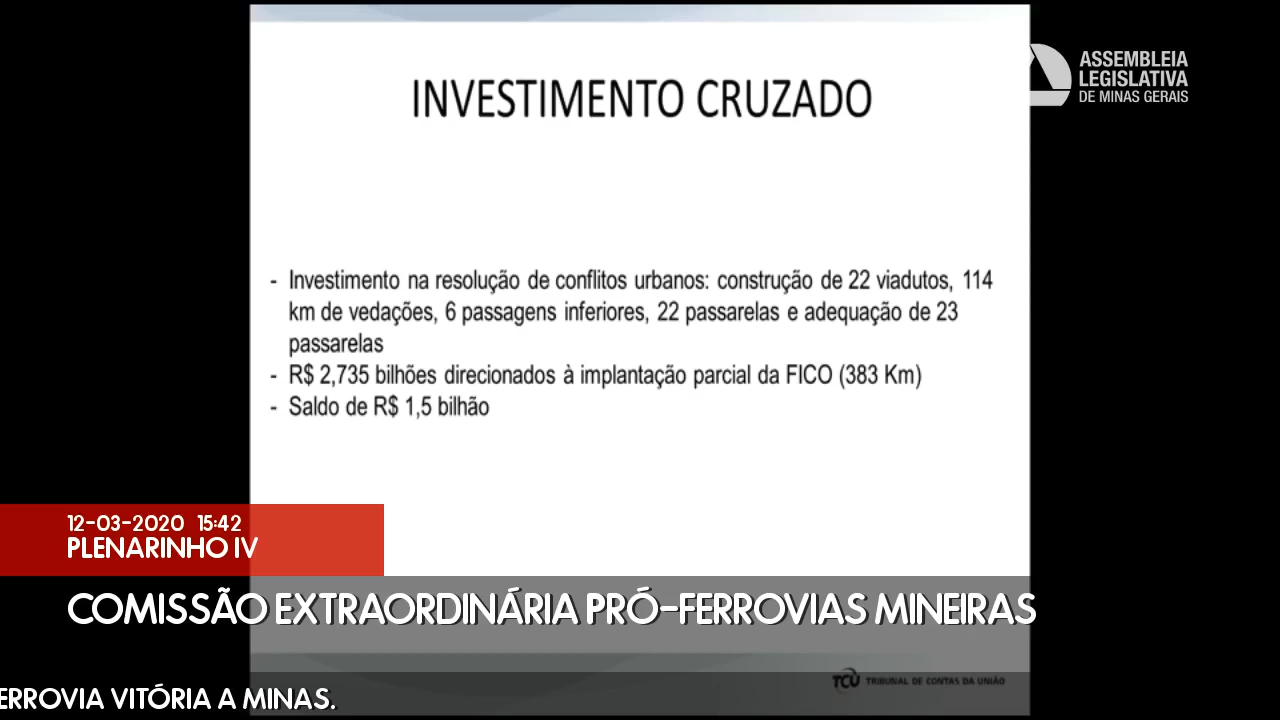 INVESTIMENTO CRUZADO
ASSEMBLEIA
LEGISLATIVA
DE MINAS GERAIS
- Investimento na resolução de conflitos urbanos: construção de 22 viadutos, 114
km de vedações, 6 passagens inferiores, 22 passarelas e adequação de 23
passarelas
- R$ 2,735 bilhões direcionados à implantação parcial da FICO (383 Km)
- Saldo de R$ 1,5 bilhão
12-03-2020 15:42
PLENARINHO IV
COMISSÃO EXTRAORDINÁRIA PRÓ-FERROVIAS MINEIRAS
TCU TRIBUNAL DE CONTAS DA UNIÃO
ERROVIA VITÓRIA A MINAS.